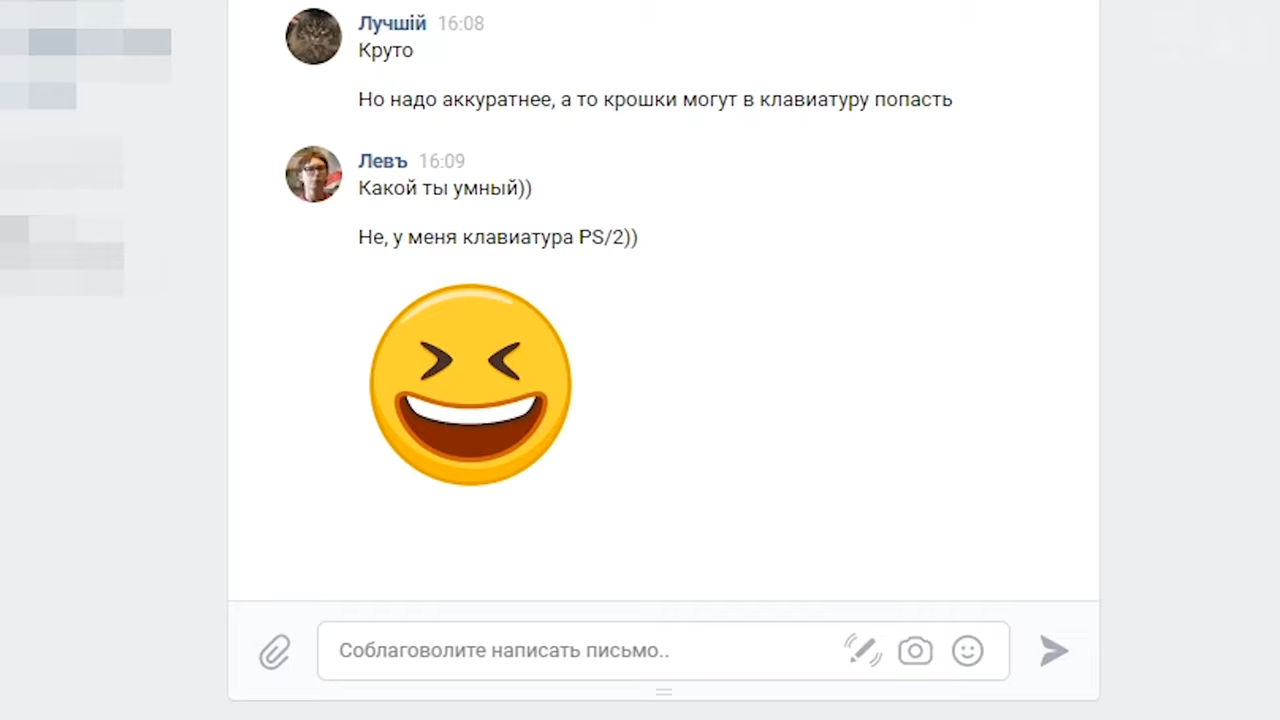 Лучшій 16:08
Круто
Но надо аккуратнее, а то крошки могут в клавиатуру попасть
Левъ 16:09
Какой ты умный))
Не, у меня клавиатура PS/2))
Соблаговолите написать письмо..